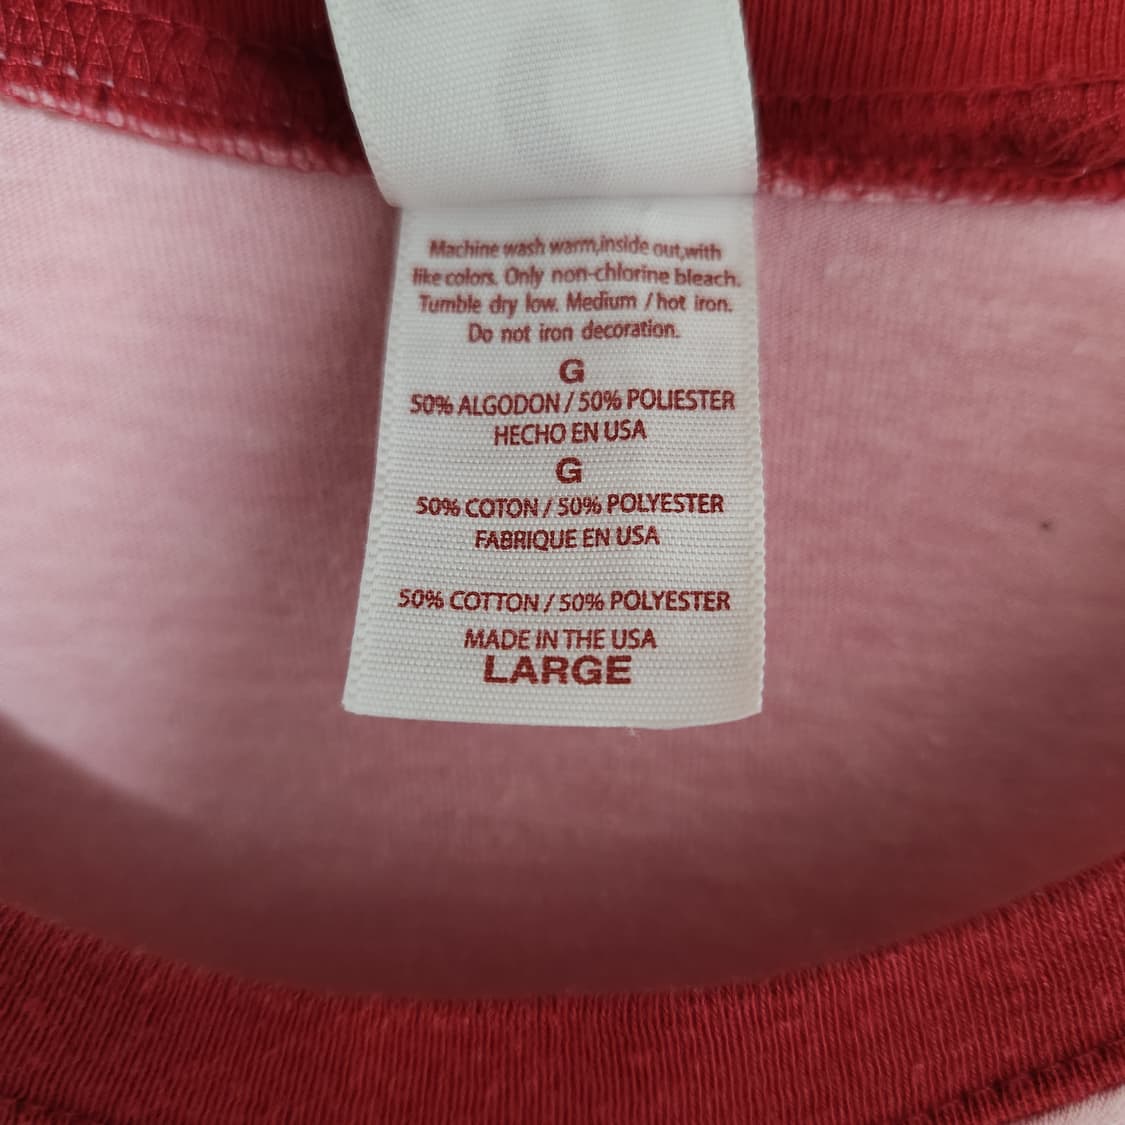 Machine wash warm,inside out,with
like colors. Only non-chlorine bleach.
Tumble dry low. Medium / hot iron.
Do not iron decoration.
G
50% ALGODON / 50% POLIESTER
HECHO EN USA
G
50% COTON / 50% POLYESTER
FABRIQUE EN USA
50% COTTON / 50% POLYESTER
MADE IN THE USA
LARGE